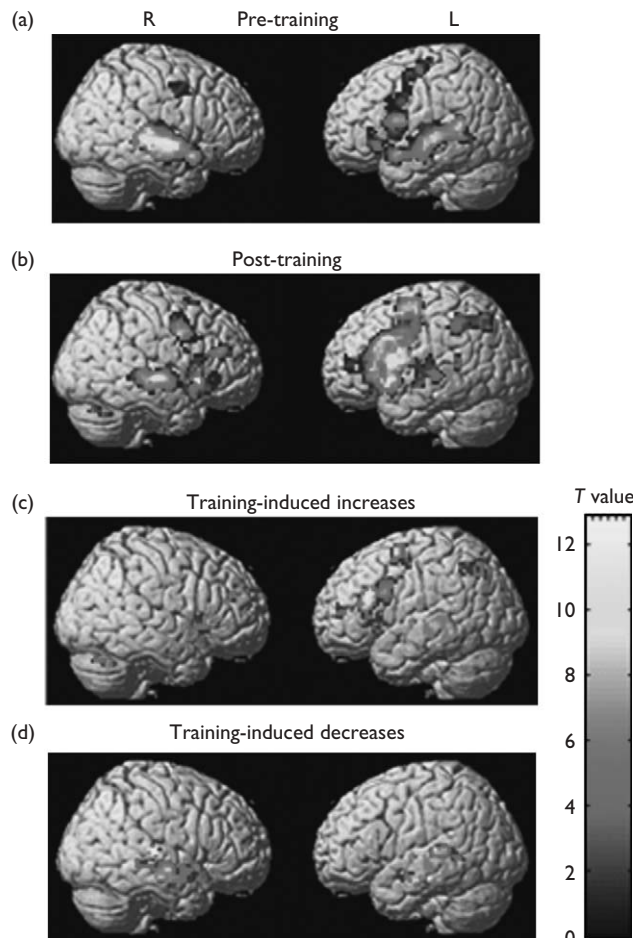 (a) R Pre-training L
(b) Post-training
(c) Training-induced increases
T value
12
10
8
(d) Training-induced decreases
6
4
2
0